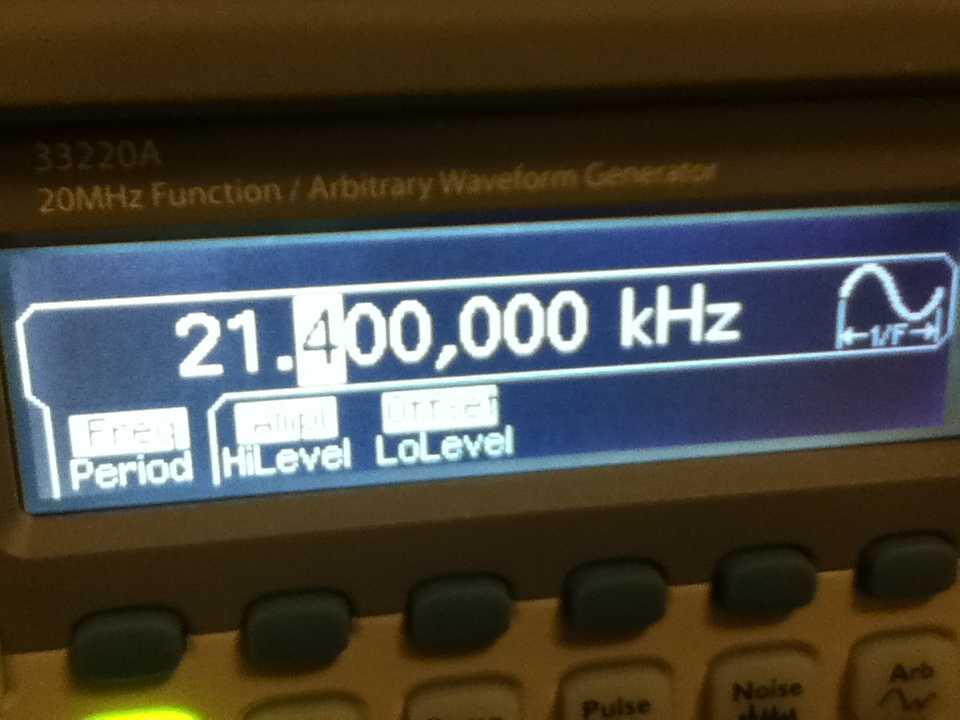 33220A
20MHz Function / Arbitrary Waveform Generator
21.400,000 kHz
1/F
Freq Ampl Offset
Period HiLevel LoLevel
Pulse Noise Arb